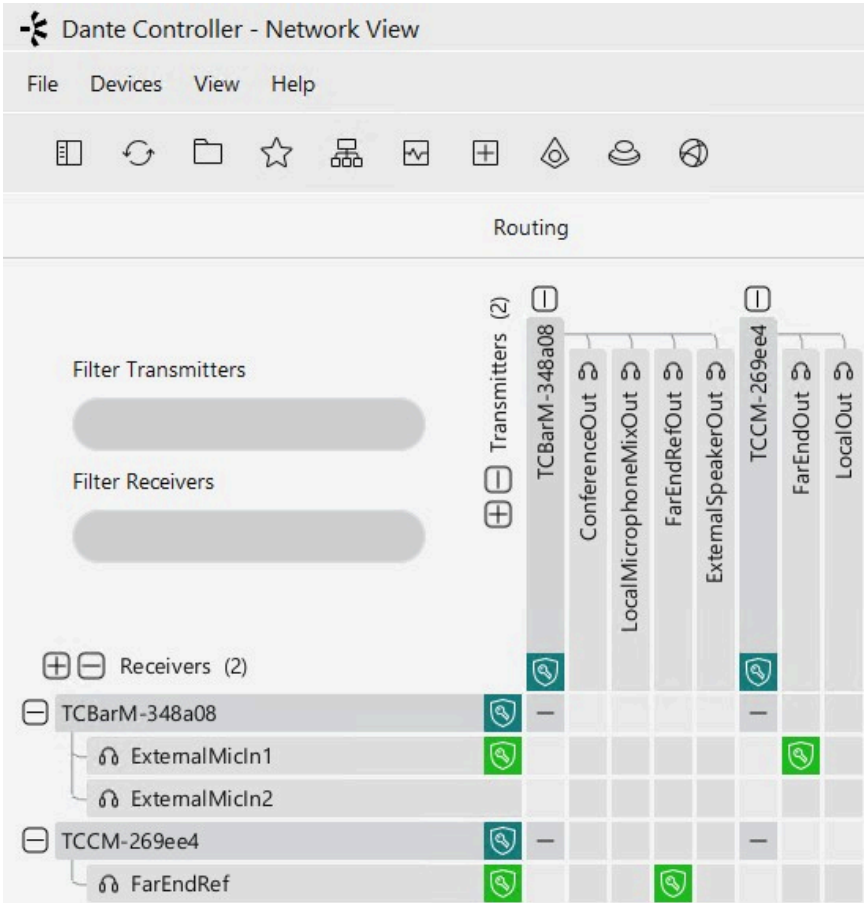 Dante Controller - Network View
File Devices View Help
Routing
Filter Transmitters
Filter Receivers
Transmitters (2)
TCBarM-348a08
ConferenceOut
LocalMicrophoneMixOut
FarEndRefOut
ExternalSpeakerOut
TCCM-269ee4
FarEndOut
LocalOut
Receivers (2)
TCBarM-348a08
ExternalMicIn1
ExternalMicIn2
TCCM-269ee4
FarEndRef